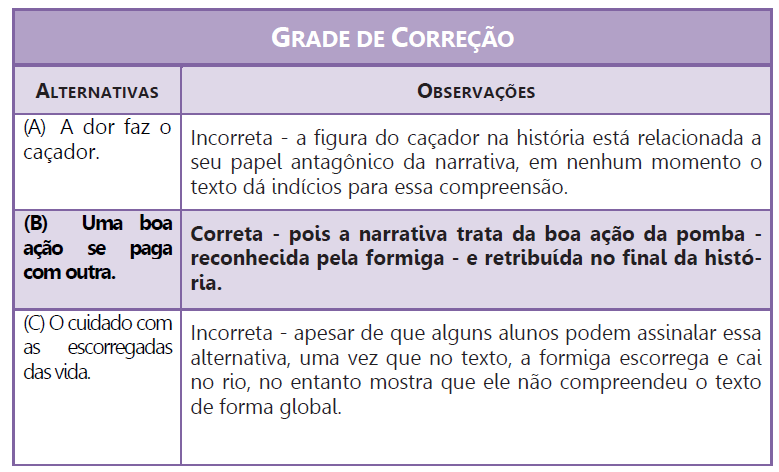 GRADE DE CORREÇÃO
ALTERNATIVAS
OBSERVAÇÕES
(A) A dor faz o
caçador.
Incorreta - a figura do caçador na história está relacionada a
seu papel antagônico da narrativa, em nenhum momento o
texto dá indícios para essa compreensão.
(B) Uma boa
ação se paga
com outra.
Correta - pois a narrativa trata da boa ação da pomba -
reconhecida pela formiga - e retribuída no final da histó-
ria.
(C) O cuidado com
as escorregadas
das vida.
Incorreta - apesar de que alguns alunos podem assinalar essa
alternativa, uma vez que no texto, a formiga escorrega e cai
no rio, no entanto mostra que ele não compreendeu o texto
de forma global.